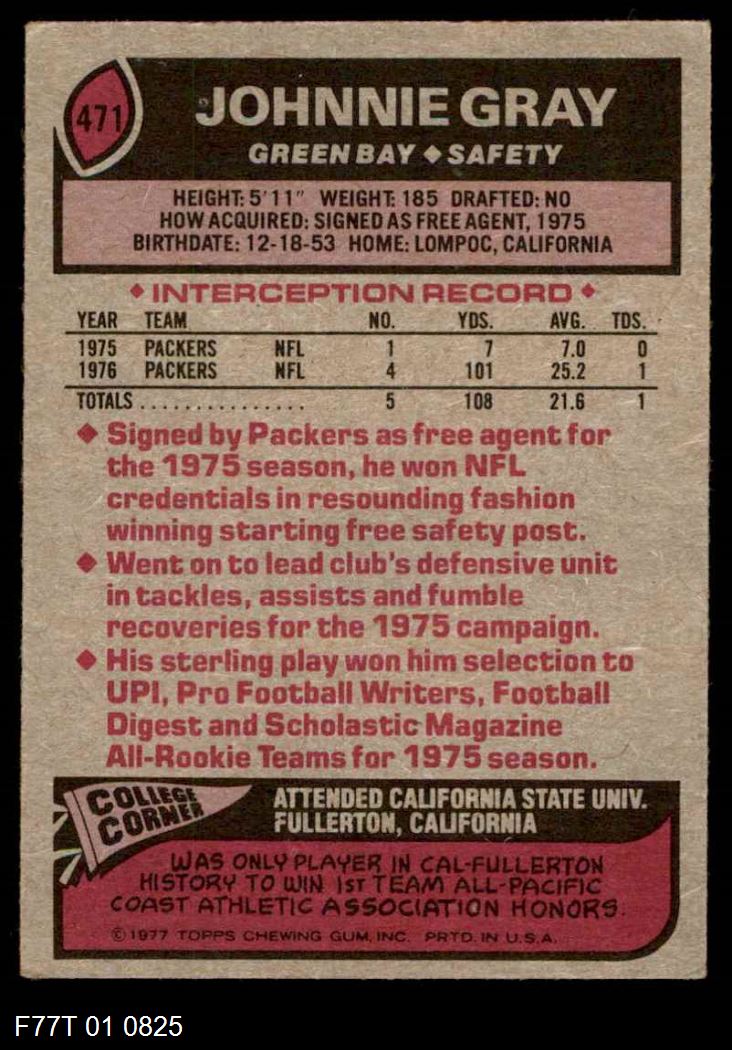 471
JOHNNIE GRAY
GREEN BAY ◆ SAFETY
HEIGHT: 5'11" WEIGHT: 185 DRAFTED: NO
HOW ACQUIRED: SIGNED AS FREE AGENT, 1975
BIRTHDATE: 12-18-53 HOME: LOMPOC, CALIFORNIA
◆ INTERCEPTION RECORD ◆
YEAR TEAM NO. YDS. AVG. TDS.
1975 PACKERS NFL 1 7 7.0 0
1976 PACKERS NFL 4 101 25.2 1
TOTALS ............... 5 108 21.6 1
◆ Signed by Packers as free agent for
the 1975 season, he won NFL
credentials in resounding fashion
winning starting free safety post.
◆ Went on to lead club's defensive unit
in tackles, assists and fumble
recoveries for the 1975 campaign.
◆ His sterling play won him selection to
UPI, Pro Football Writers, Football
Digest and Scholastic Magazine
All-Rookie Teams for 1975 season.
COLLEGE
CORNER
ATTENDED CALIFORNIA STATE UNIV.
FULLERTON, CALIFORNIA
WAS ONLY PLAYER IN CAL-FULLERTON
HISTORY TO WIN 1ST TEAM ALL-PACIFIC
COAST ATHLETIC ASSOCIATION HONORS.
© 1977 TOPPS CHEWING GUM, INC. PRTD. IN U.S.A.
F77T 01 0825